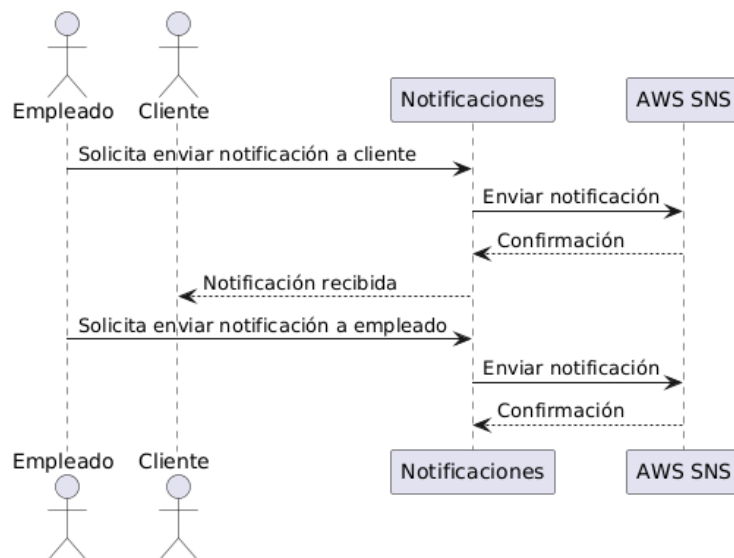 Empleado Cliente Notificaciones AWS SNS
Solicita enviar notificación a cliente
Enviar notificación
Confirmación
Notificación recibida
Solicita enviar notificación a empleado
Enviar notificación
Confirmación
Empleado Cliente Notificaciones AWS SNS